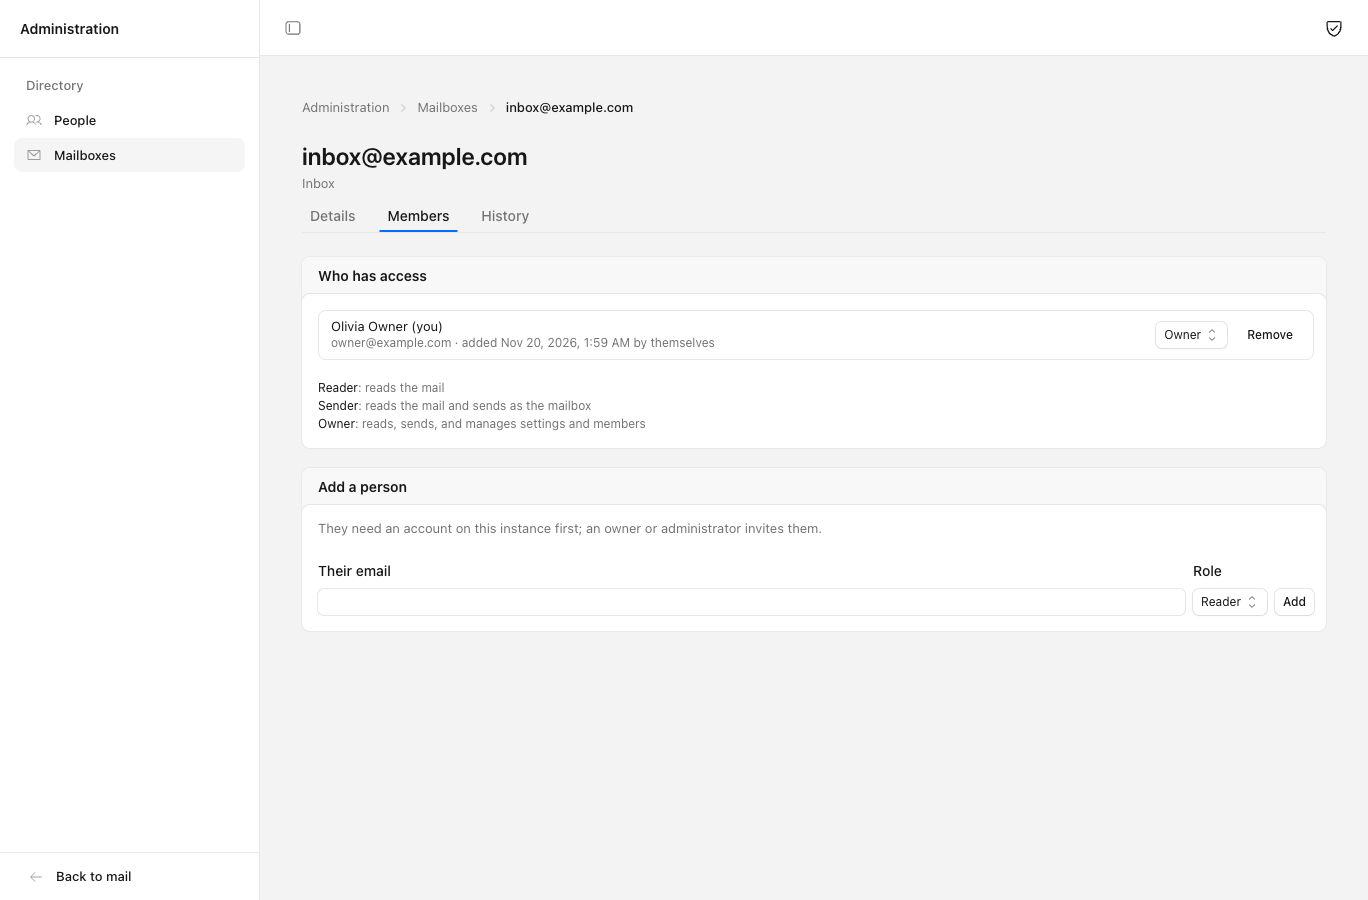 Administration
Directory
People
Mailboxes
Back to mail
Administration Mailboxes inbox@example.com
inbox@example.com
Inbox
Details Members History
Who has access
Olivia Owner (you)
owner@example.com · added Nov 20, 2026, 1:59 AM by themselves
Owner Remove
Reader: reads the mail
Sender: reads the mail and sends as the mailbox
Owner: reads, sends, and manages settings and members
Add a person
They need an account on this instance first; an owner or administrator invites them.
Their email Role
Reader Add